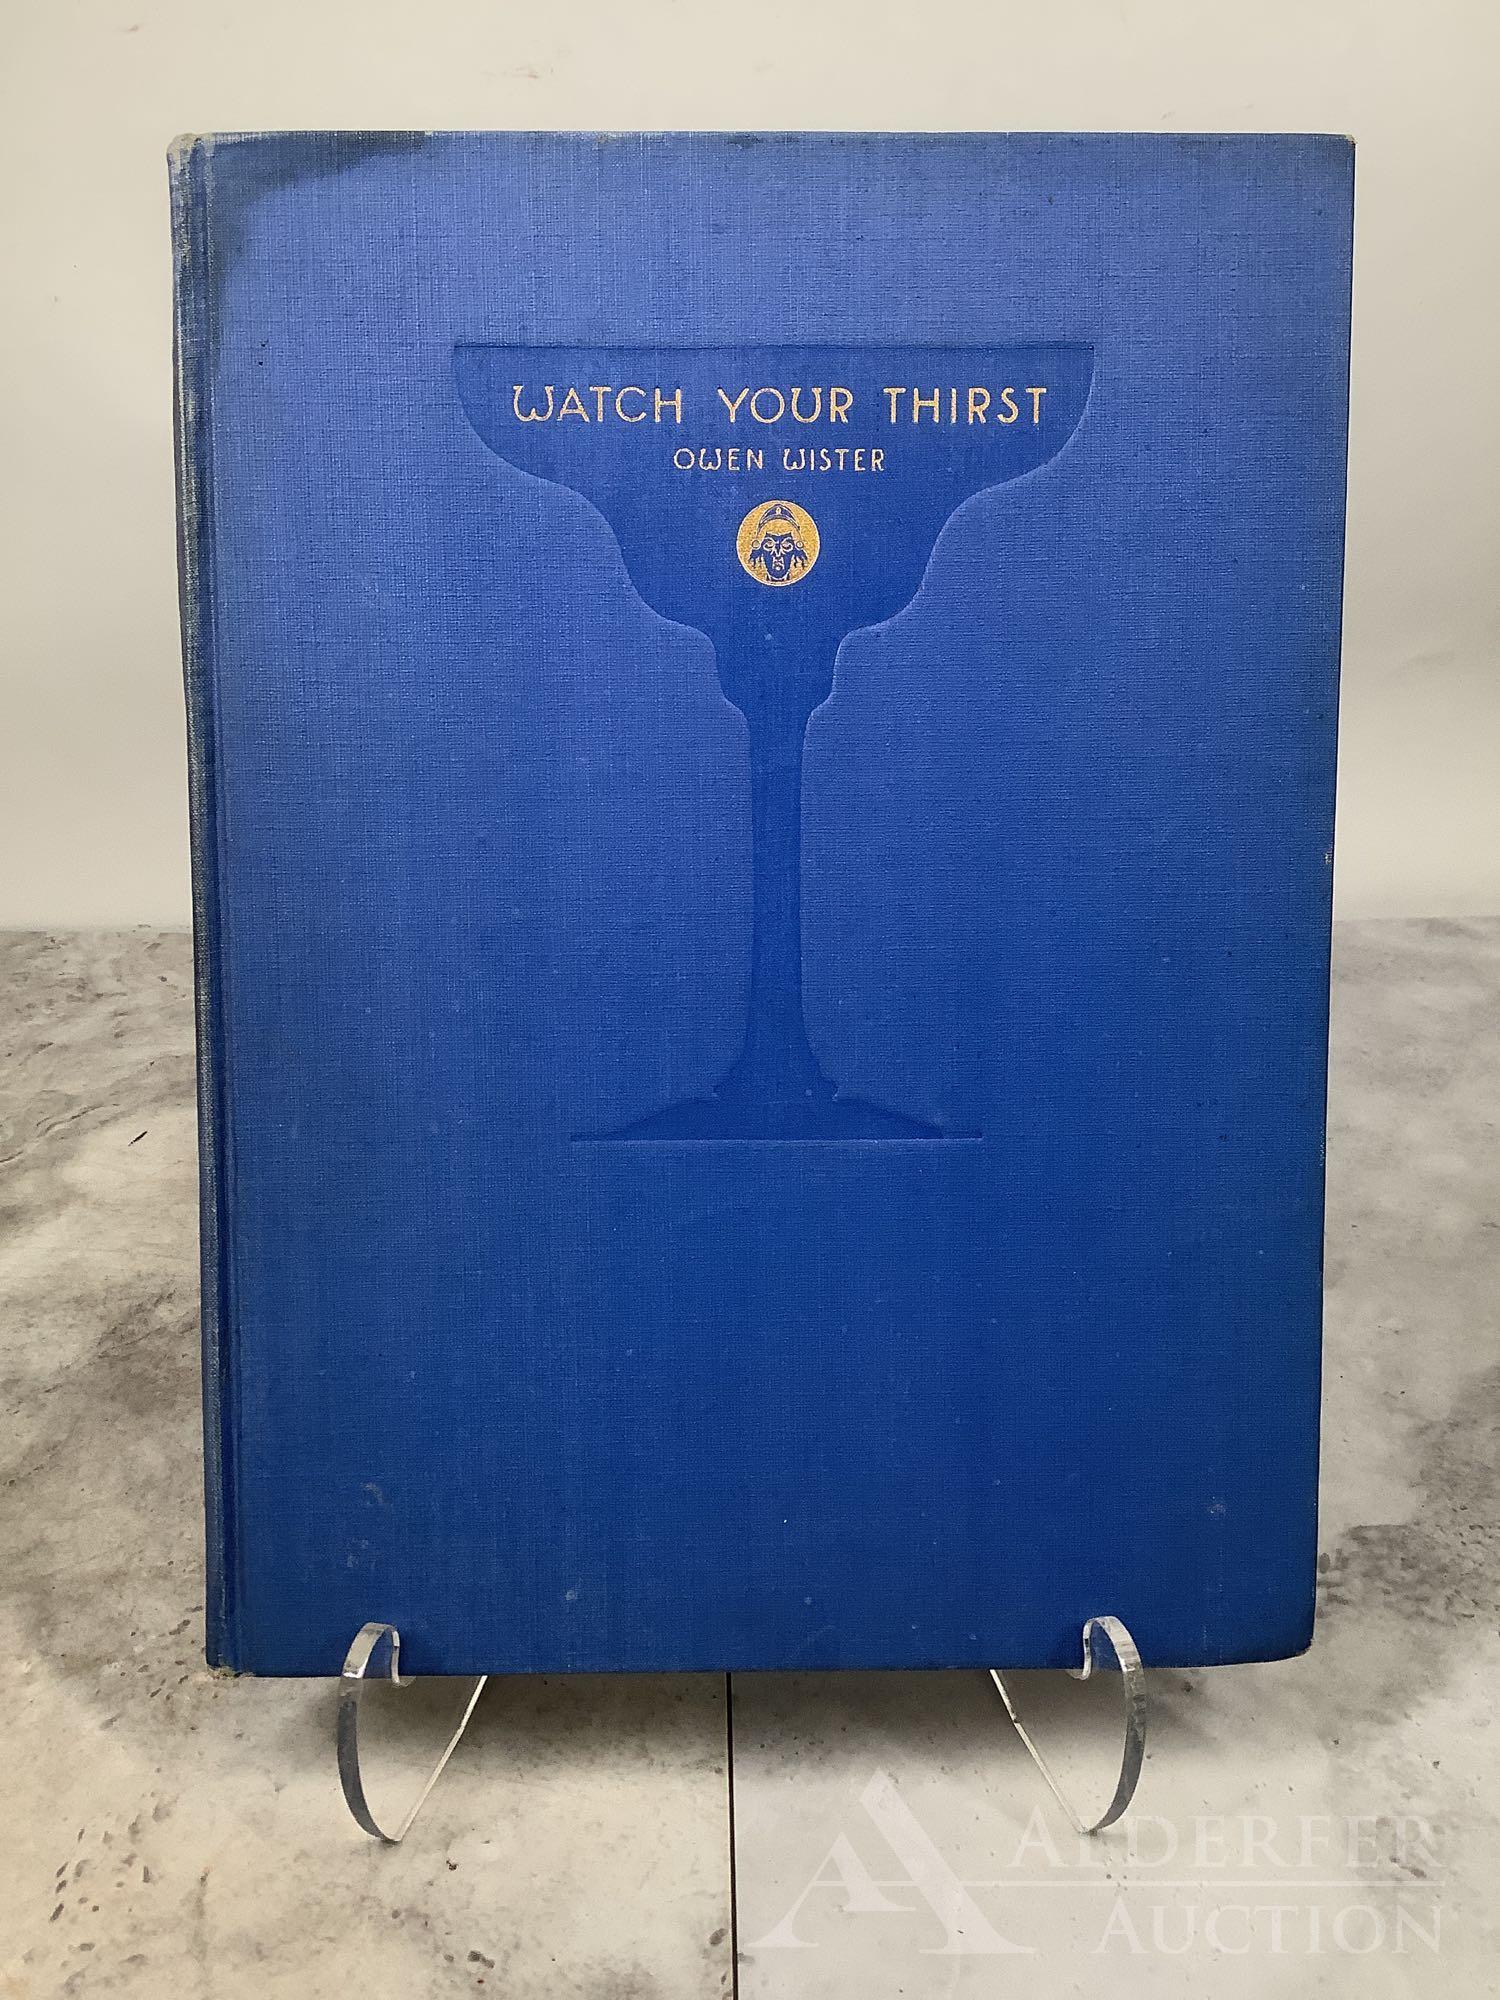 WATCH YOUR THIRST
OWEN WISTER
ALDERFER
AUCTION